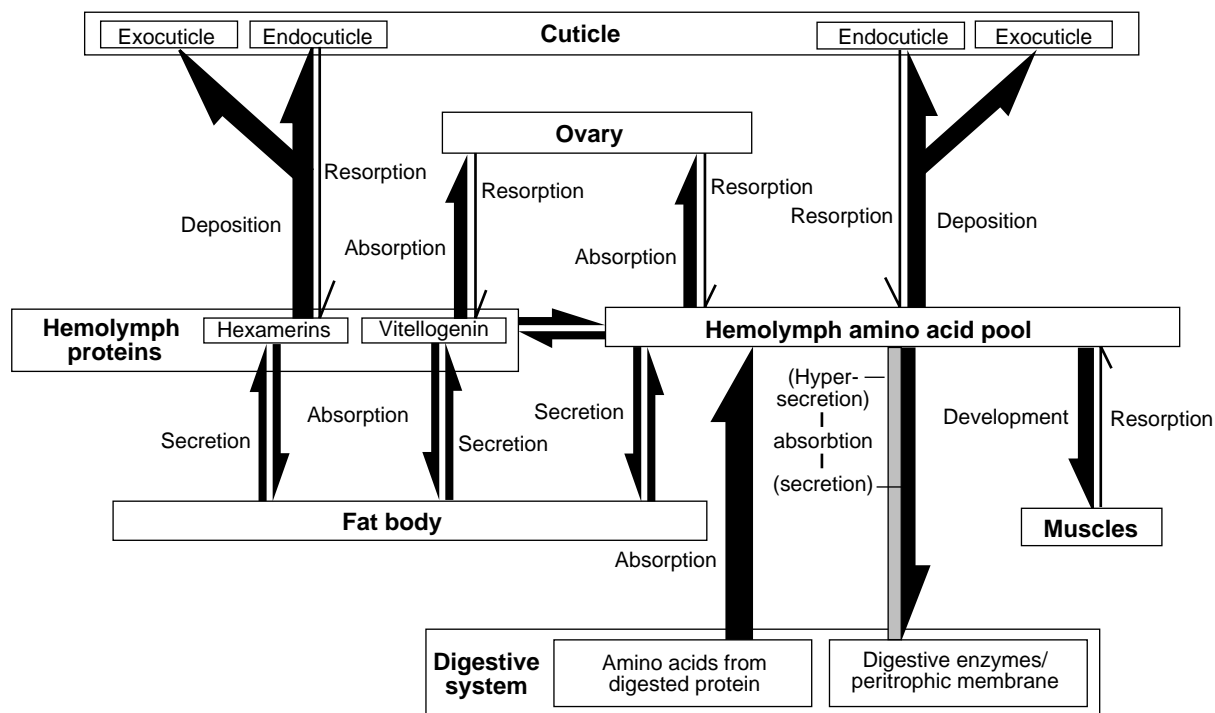 Cuticle
Exocuticle
Endocuticle
Endocuticle
Exocuticle
Ovary
Resorption
Resorption
Resorption
Resorption
Deposition
Absorption
Absorption
Deposition
Hemolymph
proteins
Hexamerins
Vitellogenin
Hemolymph amino acid pool
Secretion
Absorption
Secretion
Secretion
(Hyper-
secretion)
absorbtion
(secretion)
Development
Resorption
Fat body
Muscles
Absorption
Digestive
system
Amino acids from
digested protein
Digestive enzymes/
peritrophic membrane